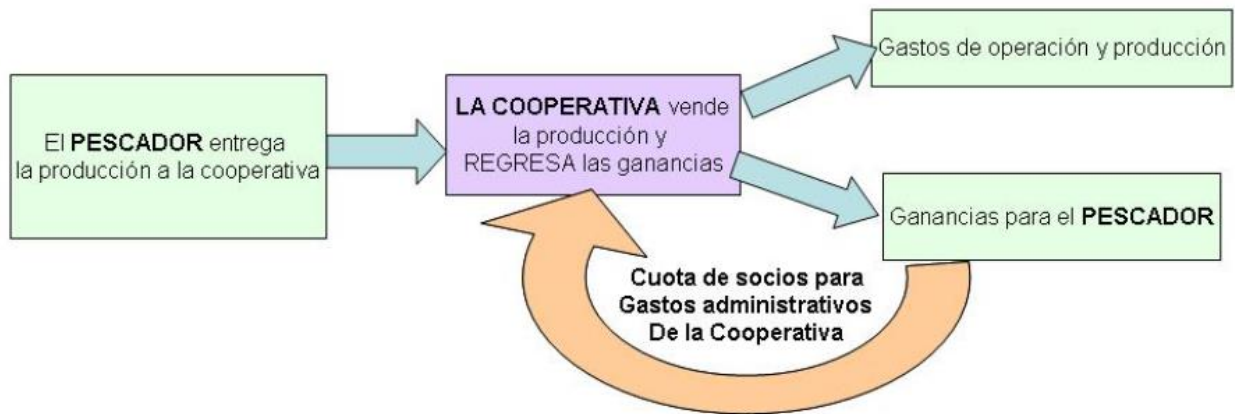 El PESCADOR entrega
la producción a la cooperativa
LA COOPERATIVA vende
la producción y
REGRESA las ganancias
Gastos de operación y producción
Ganancias para el PESCADOR
Cuota de socios para
Gastos administrativos
De la Cooperativa